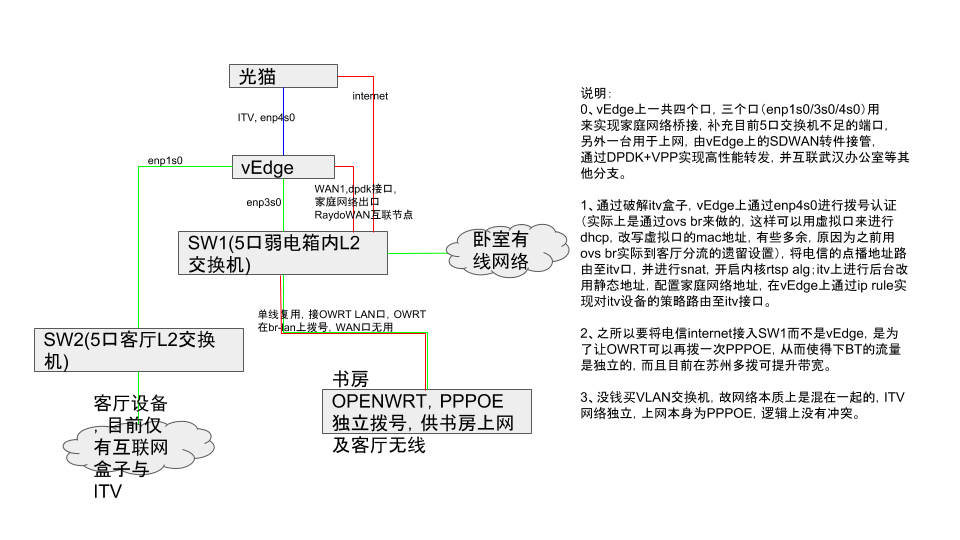 光猫
internet
ITV, enp4s0
enp1s0
vEdge
WAN1,dpdk接口,
家庭网络出口
RaydoWAN互联节点
enp3s0
SW1(5口弱电箱内L2
交换机)
卧室有
线网络
单线复用，接OWRT LAN口，OWRT
在br-lan上拨号，WAN口无用
SW2(5口客厅L2交换
机)
书房
OPENWRT，PPPOE
独立拨号，供书房上网
及客厅无线
客厅设备
，目前仅
有互联网
盒子与
ITV
说明：
0、vEdge上一共四个口，三个口（enp1s0/3s0/4s0）用
来实现家庭网络桥接，补充目前5口交换机不足的端口，
另外一台用于上网，由vEdge上的SDWAN转件接管，
通过DPDK+VPP实现高性能转发，并互联武汉办公室等其
他分支。
1、通过破解itv盒子，vEdge上通过enp4s0进行拨号认证
（实际上是通过ovs br来做的，这样可以用虚拟口来进行
dhcp，改写虚拟口的mac地址，有些多余，原因为之前用
ovs br实际到客厅分流的遗留设置），将电信的点播地址路
由至itv口，并进行snat，开启内核rtsp alg；itv上进行后台改
用静态地址，配置家庭网络地址，在vEdge上通过ip rule实
现对itv设备的策略路由至itv接口。
2、之所以要将电信internet接入SW1而不是vEdge，是为
了让OWRT可以再拨一次PPPOE，从而使得下BT的流量
是独立的，而且目前在苏州多拨可提升带宽。
3、没钱买VLAN交换机，故网络本质上是混在一起的，ITV
网络独立，上网本身为PPPOE，逻辑上没有冲突。